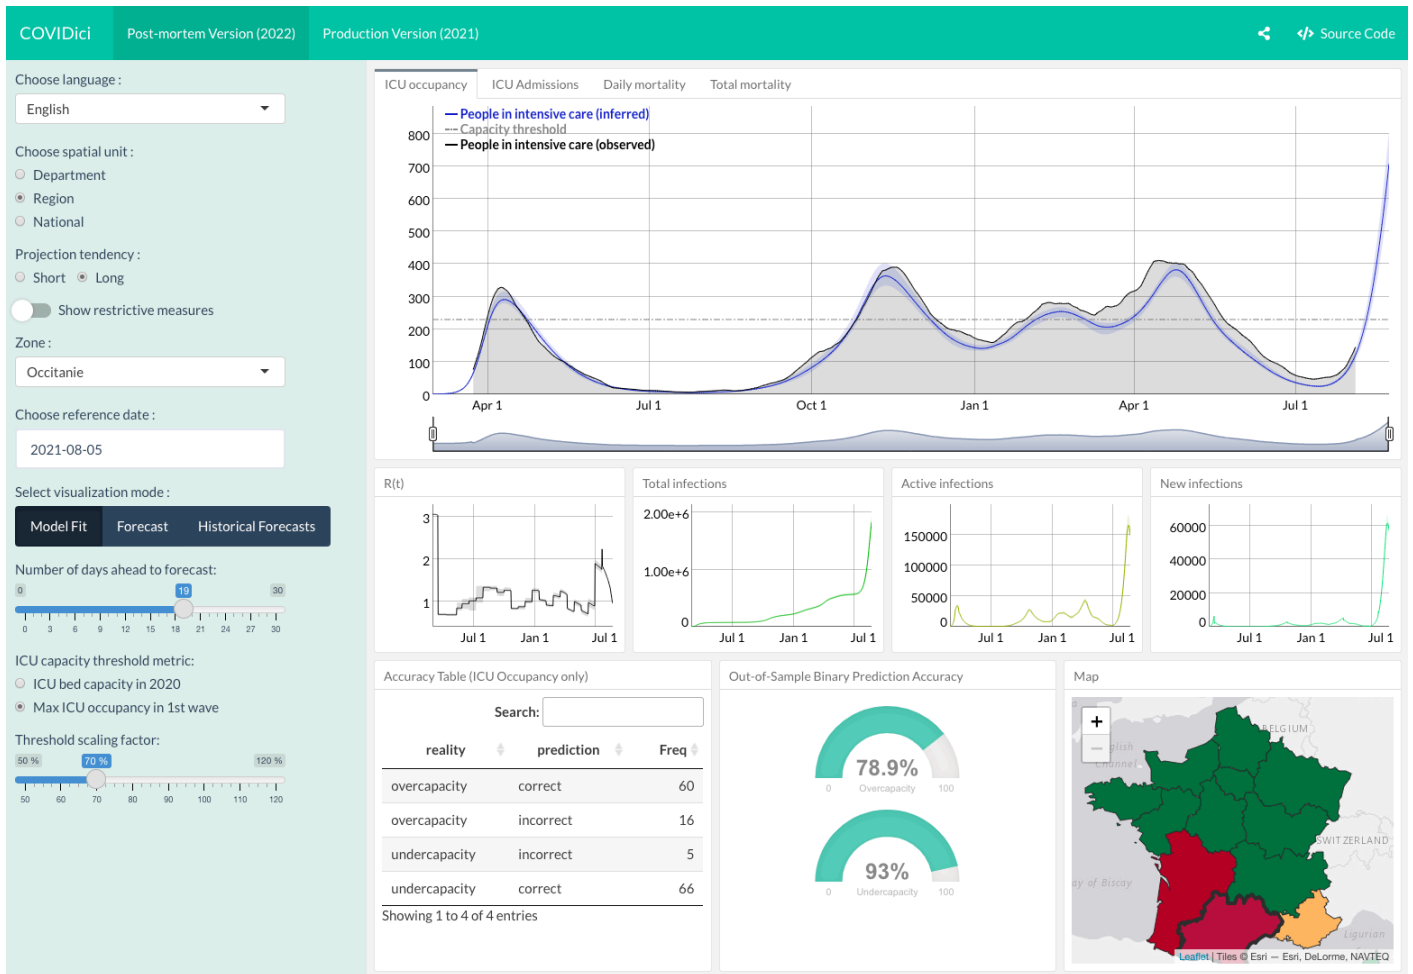 COVIDici
Post-mortem Version (2022)
Production Version (2021)
Source Code
Choose language :
English
Choose spatial unit :
Department
Region
National
Projection tendency :
Short
Long
Show restrictive measures
Zone :
Occitanie
Choose reference date :
2021-08-05
Select visualization mode :
Model Fit
Forecast
Historical Forecasts
Number of days ahead to forecast:
0 19 30
0 3 6 9 12 15 18 21 24 27 30
ICU capacity threshold metric:
ICU bed capacity in 2020
Max ICU occupancy in 1st wave
Threshold scaling factor:
50 % 70 % 120 %
50 60 70 80 90 100 110 120
ICU occupancy
ICU Admissions
Daily mortality
Total mortality
People in intensive care (inferred)
Capacity threshold
People in intensive care (observed)
800
700
600
500
400
300
200
100
0
Apr 1 Jul 1 Oct 1 Jan 1 Apr 1 Jul 1
R(t)
3
2
1
Jul 1 Jan 1 Jul 1
Total infections
2.00e+6
1.00e+6
0
Jul 1 Jan 1 Jul 1
Active infections
150000
100000
50000
0
Jul 1 Jan 1 Jul 1
New infections
60000
40000
20000
0
Jul 1 Jan 1 Jul 1
Accuracy Table (ICU Occupancy only)
Search:
reality prediction Freq
overcapacity correct 60
overcapacity incorrect 16
undercapacity incorrect 5
undercapacity correct 66
Showing 1 to 4 of 4 entries
Out-of-Sample Binary Prediction Accuracy
78.9%
0 Overcapacity 100
93%
0 Undercapacity 100
Map
+
−
BELGIUM
glish
Channel
SWITZERLAND
ay of Biscay
Ligurian
Leaflet | Tiles © Esri — Esri, DeLorme, NAVTEQ